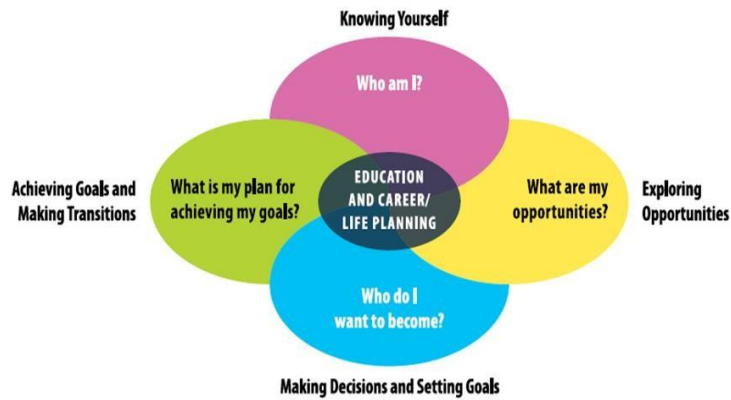 Knowing Yourself
Who am I?
Achieving Goals and
Making Transitions
What is my plan for
achieving my goals?
EDUCATION
AND CAREER/
LIFE PLANNING
What are my
opportunities?
Exploring
Opportunities
Who do I
want to become?
Making Decisions and Setting Goals